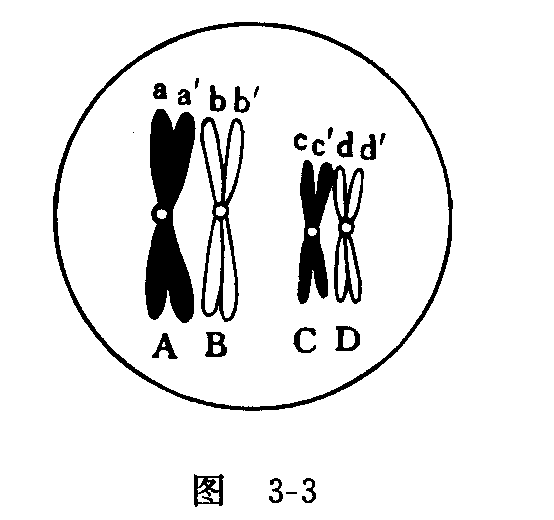 a a′ b b′
c c′ d d′
A B C D
图 3-3